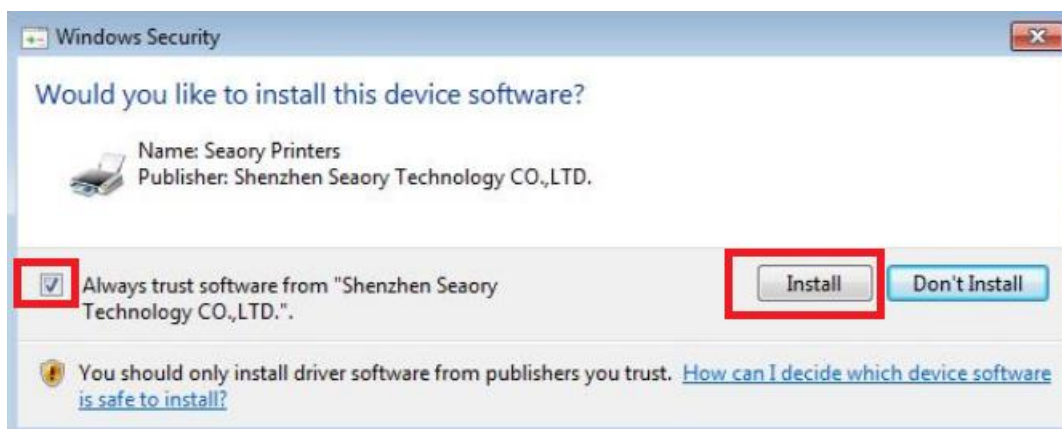 Windows Security
Would you like to install this device software?
Name: Seaory Printers
Publisher: Shenzhen Seaory Technology CO.,LTD.
Always trust software from "Shenzhen Seaory
Technology CO.,LTD.".
Install
Don't Install
You should only install driver software from publishers you trust. How can I decide which device software
is safe to install?